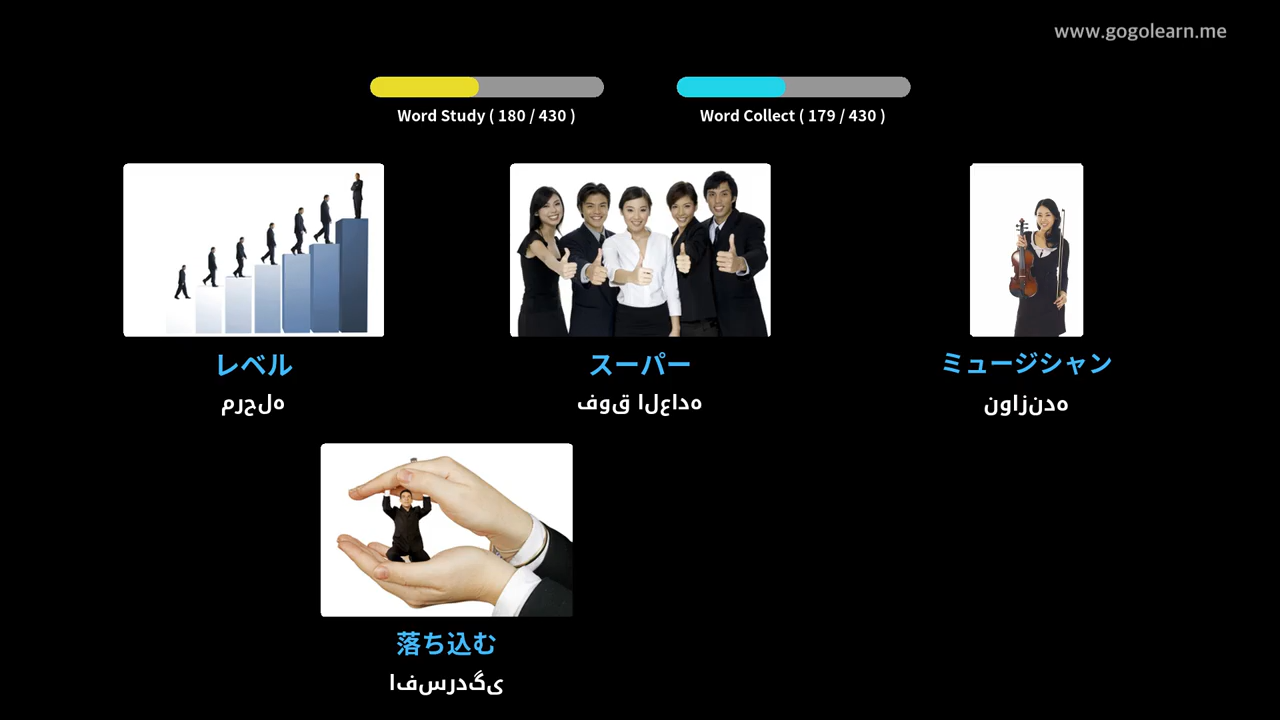 www.gogolearn.me
Word Study ( 180 / 430 )
Word Collect ( 179 / 430 )
レベル
スーパー
ミュージシャン
مرحله
فوق العاده
نوازنده
落ち込む
افسردگی